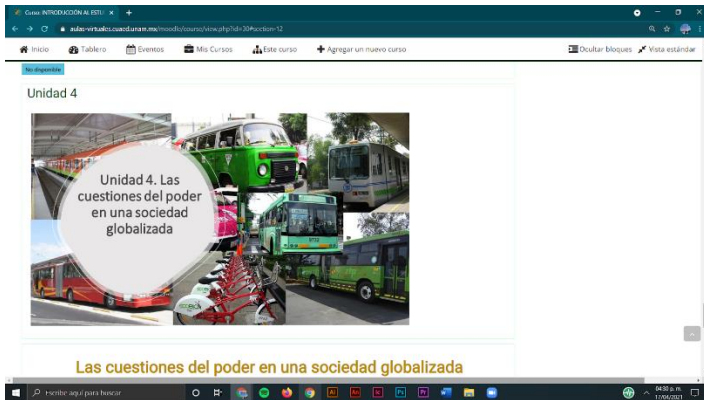 Curso: INTRODUCCIÓN AL ESTU
aulas-virtuales.cuaed.unam.mx/moodle/course/view.php?id=30#section-12
Inicio Tablero Eventos Mis Cursos Este curso Agregar un nuevo curso Ocultar bloques Vista estándar
No disponible
Unidad 4
Unidad 4. Las
cuestiones del poder
en una sociedad
globalizada
ECOBICI
Las cuestiones del poder en una sociedad globalizada
Escribe aquí para buscar
04:30 p. m.
17/04/2021